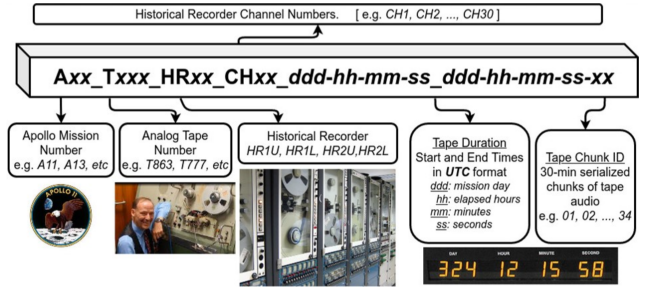 Historical Recorder Channel Numbers. [ e.g. CH1, CH2, ..., CH30 ]
Axx_Txxx_HRxx_CHxx_ddd-hh-mm-ss_ddd-hh-mm-ss-xx
Apollo Mission
Number
e.g. A11, A13, etc
Analog Tape
Number
e.g. T863, T777, etc
Historical Recorder
HR1U, HR1L, HR2U,HR2L
Tape Duration
Start and End Times
in UTC format
ddd: mission day
hh: elapsed hours
mm: minutes
ss: seconds
Tape Chunk ID
30-min serialized
chunks of tape
audio
e.g. 01, 02, ..., 34
APOLLO 11
DAY HOUR MINUTE SECOND
324 12 15 58